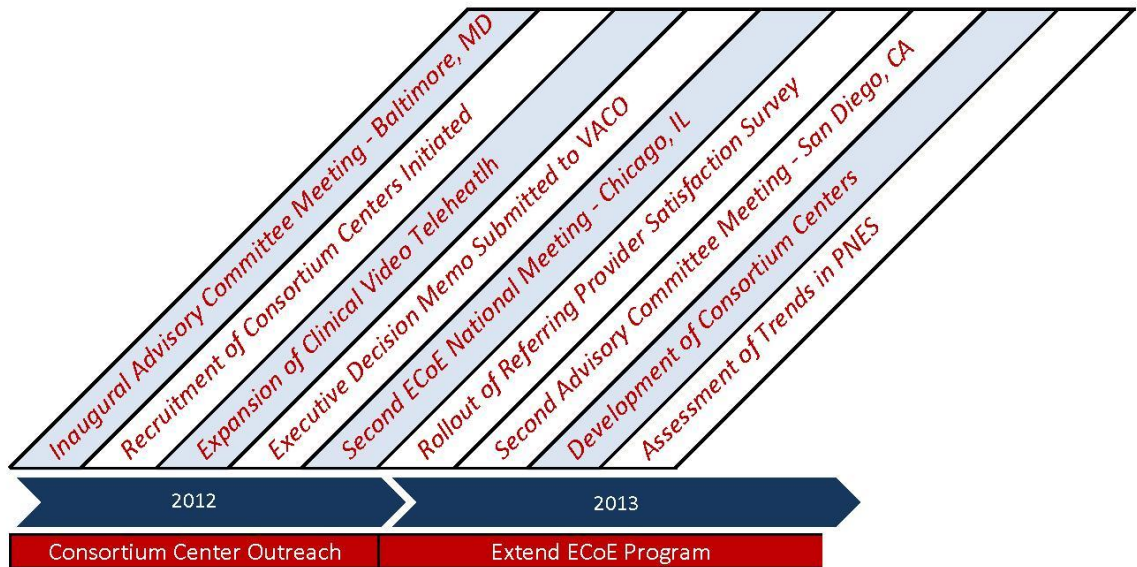 Inaugural Advisory Committee Meeting - Baltimore, MD
Recruitment of Consortium Centers Initiated
Expansion of Clinical Video Teleheatlh
Executive Decision Memo Submitted to VACO
Second ECoE National Meeting - Chicago, IL
Rollout of Referring Provider Satisfaction Survey
Second Advisory Committee Meeting - San Diego, CA
Development of Consortium Centers
Assessment of Trends in PNES
2012
2013
Consortium Center Outreach
Extend ECoE Program